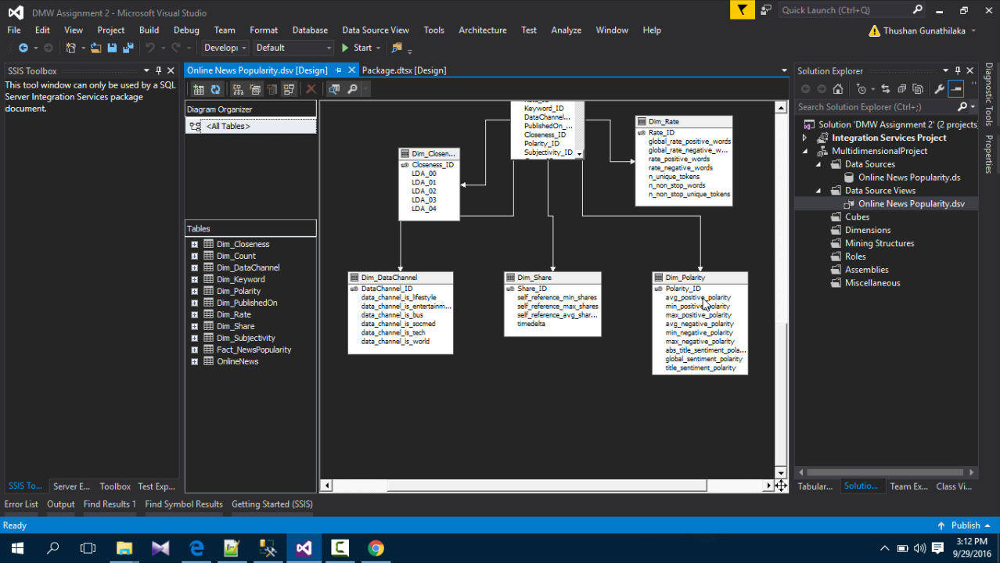 DMW Assignment 2 - Microsoft Visual Studio
Quick Launch (Ctrl+Q)
File Edit View Project Build Debug Team Format Database Data Source View Tools Architecture Test Analyze Window Help
Thushan Gunathilaka
Developi Default Start
SSIS Toolbox
This tool window can only be used by a SQL
Server Integration Services package
document.
Online News Popularity.dsv [Design] Package.dtsx [Design]
Diagram Organizer
<All Tables>
Tables
Dim_Closeness
Dim_Count
Dim_DataChannel
Dim_Keyword
Dim_Polarity
Dim_PublishedOn
Dim_Rate
Dim_Share
Dim_Subjectivity
Fact_NewsPopularity
OnlineNews
Keyword_ID
DataChannel...
PublishedOn_...
Closeness_ID
Polarity_ID
Subjectivity_ID
Dim_Rate
Rate_ID
global_rate_positive_words
global_rate_negative_w...
rate_positive_words
rate_negative_words
n_unique_tokens
n_non_stop_words
n_non_stop_unique_tokens
Dim_Closen...
Closeness_ID
LDA_00
LDA_01
LDA_02
LDA_03
LDA_04
Dim_DataChannel
DataChannel_ID
data_channel_is_lifestyle
data_channel_is_entertainm...
data_channel_is_bus
data_channel_is_socmed
data_channel_is_tech
data_channel_is_world
Dim_Share
Share_ID
self_reference_min_shares
self_reference_max_shares
self_reference_avg_shar...
timedelta
Dim_Polarity
Polarity_ID
avg_positive_polarity
min_positive_polarity
max_positive_polarity
avg_negative_polarity
min_negative_polarity
max_negative_polarity
abs_title_sentiment_pola...
global_sentiment_polarity
title_sentiment_polarity
Solution Explorer
Search Solution Explorer (Ctrl+;)
Solution 'DMW Assignment 2' (2 projects)
Integration Services Project
MultidimensionalProject
Data Sources
Online News Popularity.ds
Data Source Views
Online News Popularity.dsv
Cubes
Dimensions
Mining Structures
Roles
Assemblies
Miscellaneous
Diagnostic Tools
Properties
SSIS To... Server E... Toolbox Test Exp...
Tabular... Solutio... Team Ex... Class Vi...
Error List Output Find Results 1 Find Symbol Results Getting Started (SSIS)
Ready
Publish
3:12 PM
9/29/2016